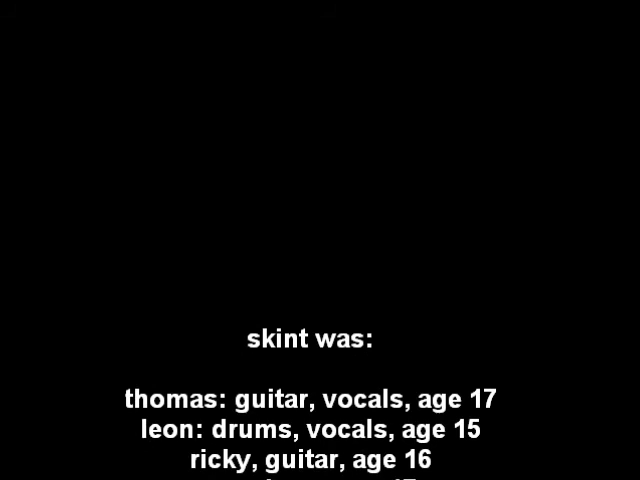 skint was:
thomas: guitar, vocals, age 17
leon: drums, vocals, age 15
ricky, guitar, age 16